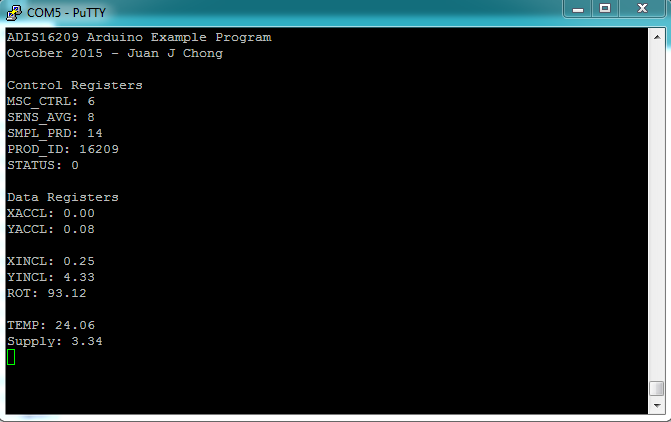 COM5 - PuTTY
ADIS16209 Arduino Example Program
October 2015 - Juan J Chong
Control Registers
MSC_CTRL: 6
SENS_AVG: 8
SMPL_PRD: 14
PROD_ID: 16209
STATUS: 0
Data Registers
XACCL: 0.00
YACCL: 0.08
XINCL: 0.25
YINCL: 4.33
ROT: 93.12
TEMP: 24.06
Supply: 3.34